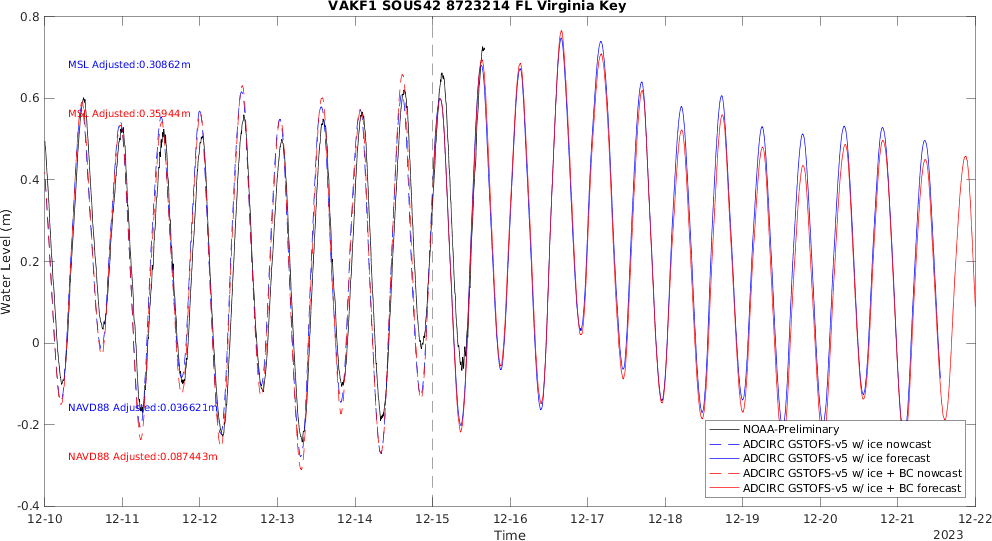 VAKF1 SOUS42 8723214 FL Virginia Key
0.8
0.6
0.4
0.2
0
-0.2
-0.4
Water Level (m)
MSL Adjusted:0.30862m
MSL Adjusted:0.35944m
NAVD88 Adjusted:0.036621m
NAVD88 Adjusted:0.087443m
NOAA-Preliminary
ADCIRC GSTOFS-v5 w/ ice nowcast
ADCIRC GSTOFS-v5 w/ ice forecast
ADCIRC GSTOFS-v5 w/ ice + BC nowcast
ADCIRC GSTOFS-v5 w/ ice + BC forecast
12-10 12-11 12-12 12-13 12-14 12-15 12-16 12-17 12-18 12-19 12-20 12-21 12-22
Time
2023